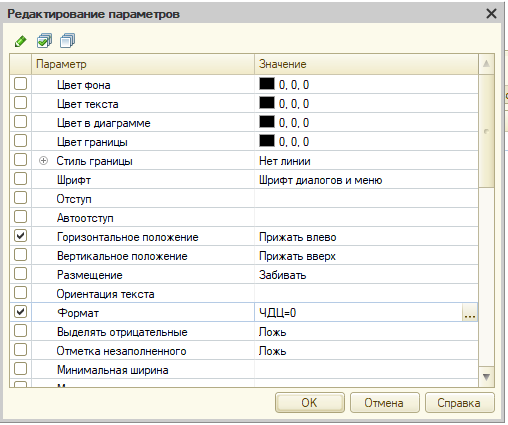 Редактирование параметров
Параметр Значение
Цвет фона 0, 0, 0
Цвет текста 0, 0, 0
Цвет в диаграмме 0, 0, 0
Цвет границы 0, 0, 0
Стиль границы Нет линии
Шрифт Шрифт диалогов и меню
Отступ
Автоотступ
Горизонтальное положение Прижать влево
Вертикальное положение Прижать вверх
Размещение Забивать
Ориентация текста
Формат ЧДЦ=0 ...
Выделять отрицательные Ложь
Отметка незаполненного Ложь
Минимальная ширина
OK Отмена Справка